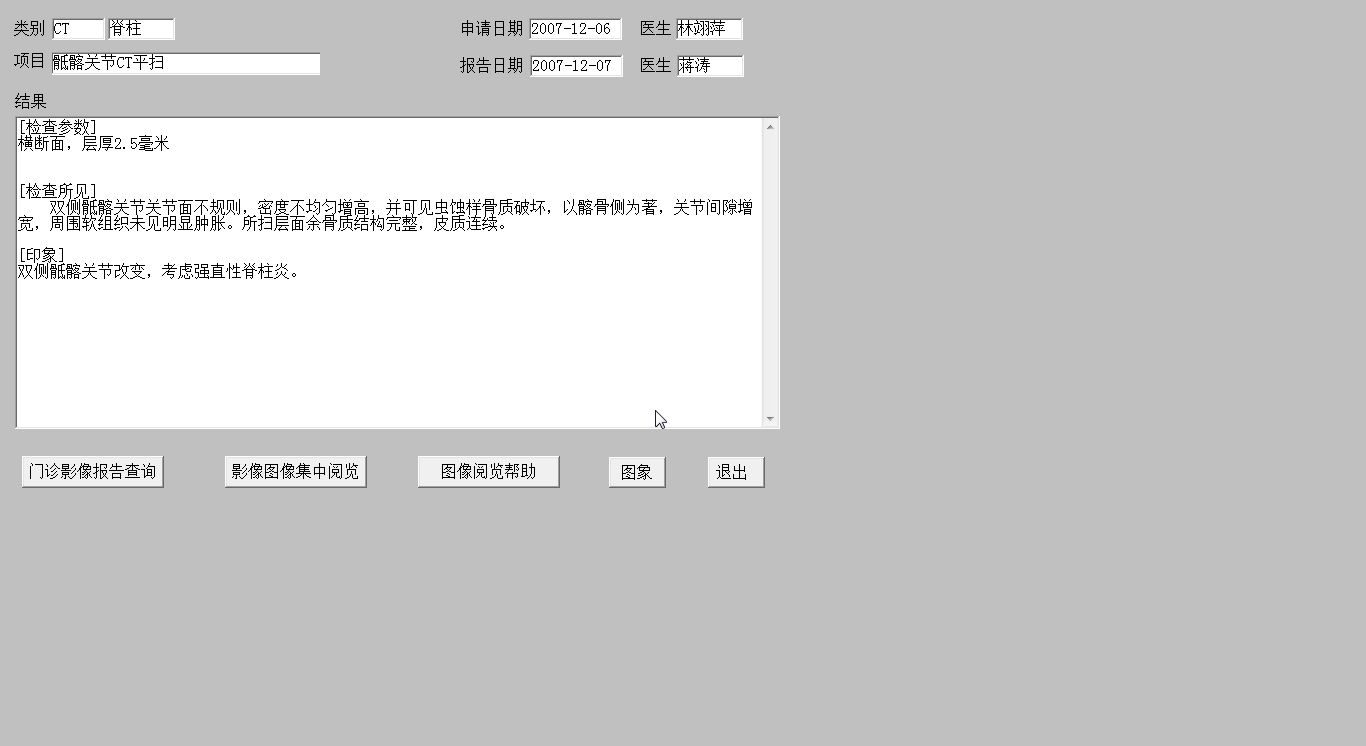 类别 CT 脊柱 申请日期 2007-12-06 医生 林翊萍
项目 骶髂关节CT平扫 报告日期 2007-12-07 医生 蒋涛
结果
[检查参数]
横断面，层厚2.5毫米
[检查所见]
双侧骶髂关节关节面不规则，密度不均匀增高，并可见虫蚀样骨质破坏，以髂骨侧为著，关节间隙增
宽，周围软组织未见明显肿胀。所扫层面余骨质结构完整，皮质连续。
[印象]
双侧骶髂关节改变，考虑强直性脊柱炎。
门诊影像报告查询 影像图像集中阅览 图像阅览帮助 图象 退出